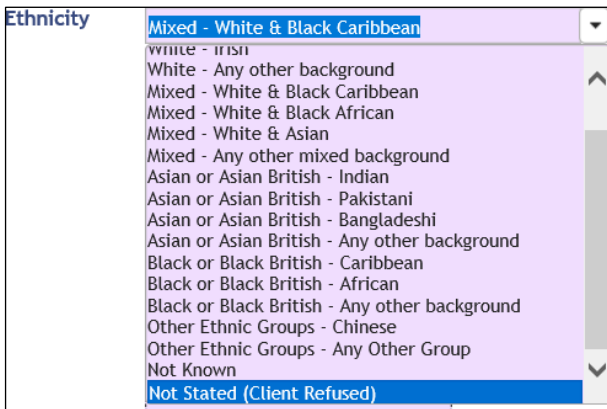 Ethnicity
Mixed - White & Black Caribbean
White - Irish
White - Any other background
Mixed - White & Black Caribbean
Mixed - White & Black African
Mixed - White & Asian
Mixed - Any other mixed background
Asian or Asian British - Indian
Asian or Asian British - Pakistani
Asian or Asian British - Bangladeshi
Asian or Asian British - Any other background
Black or Black British - Caribbean
Black or Black British - African
Black or Black British - Any other background
Other Ethnic Groups - Chinese
Other Ethnic Groups - Any Other Group
Not Known
Not Stated (Client Refused)